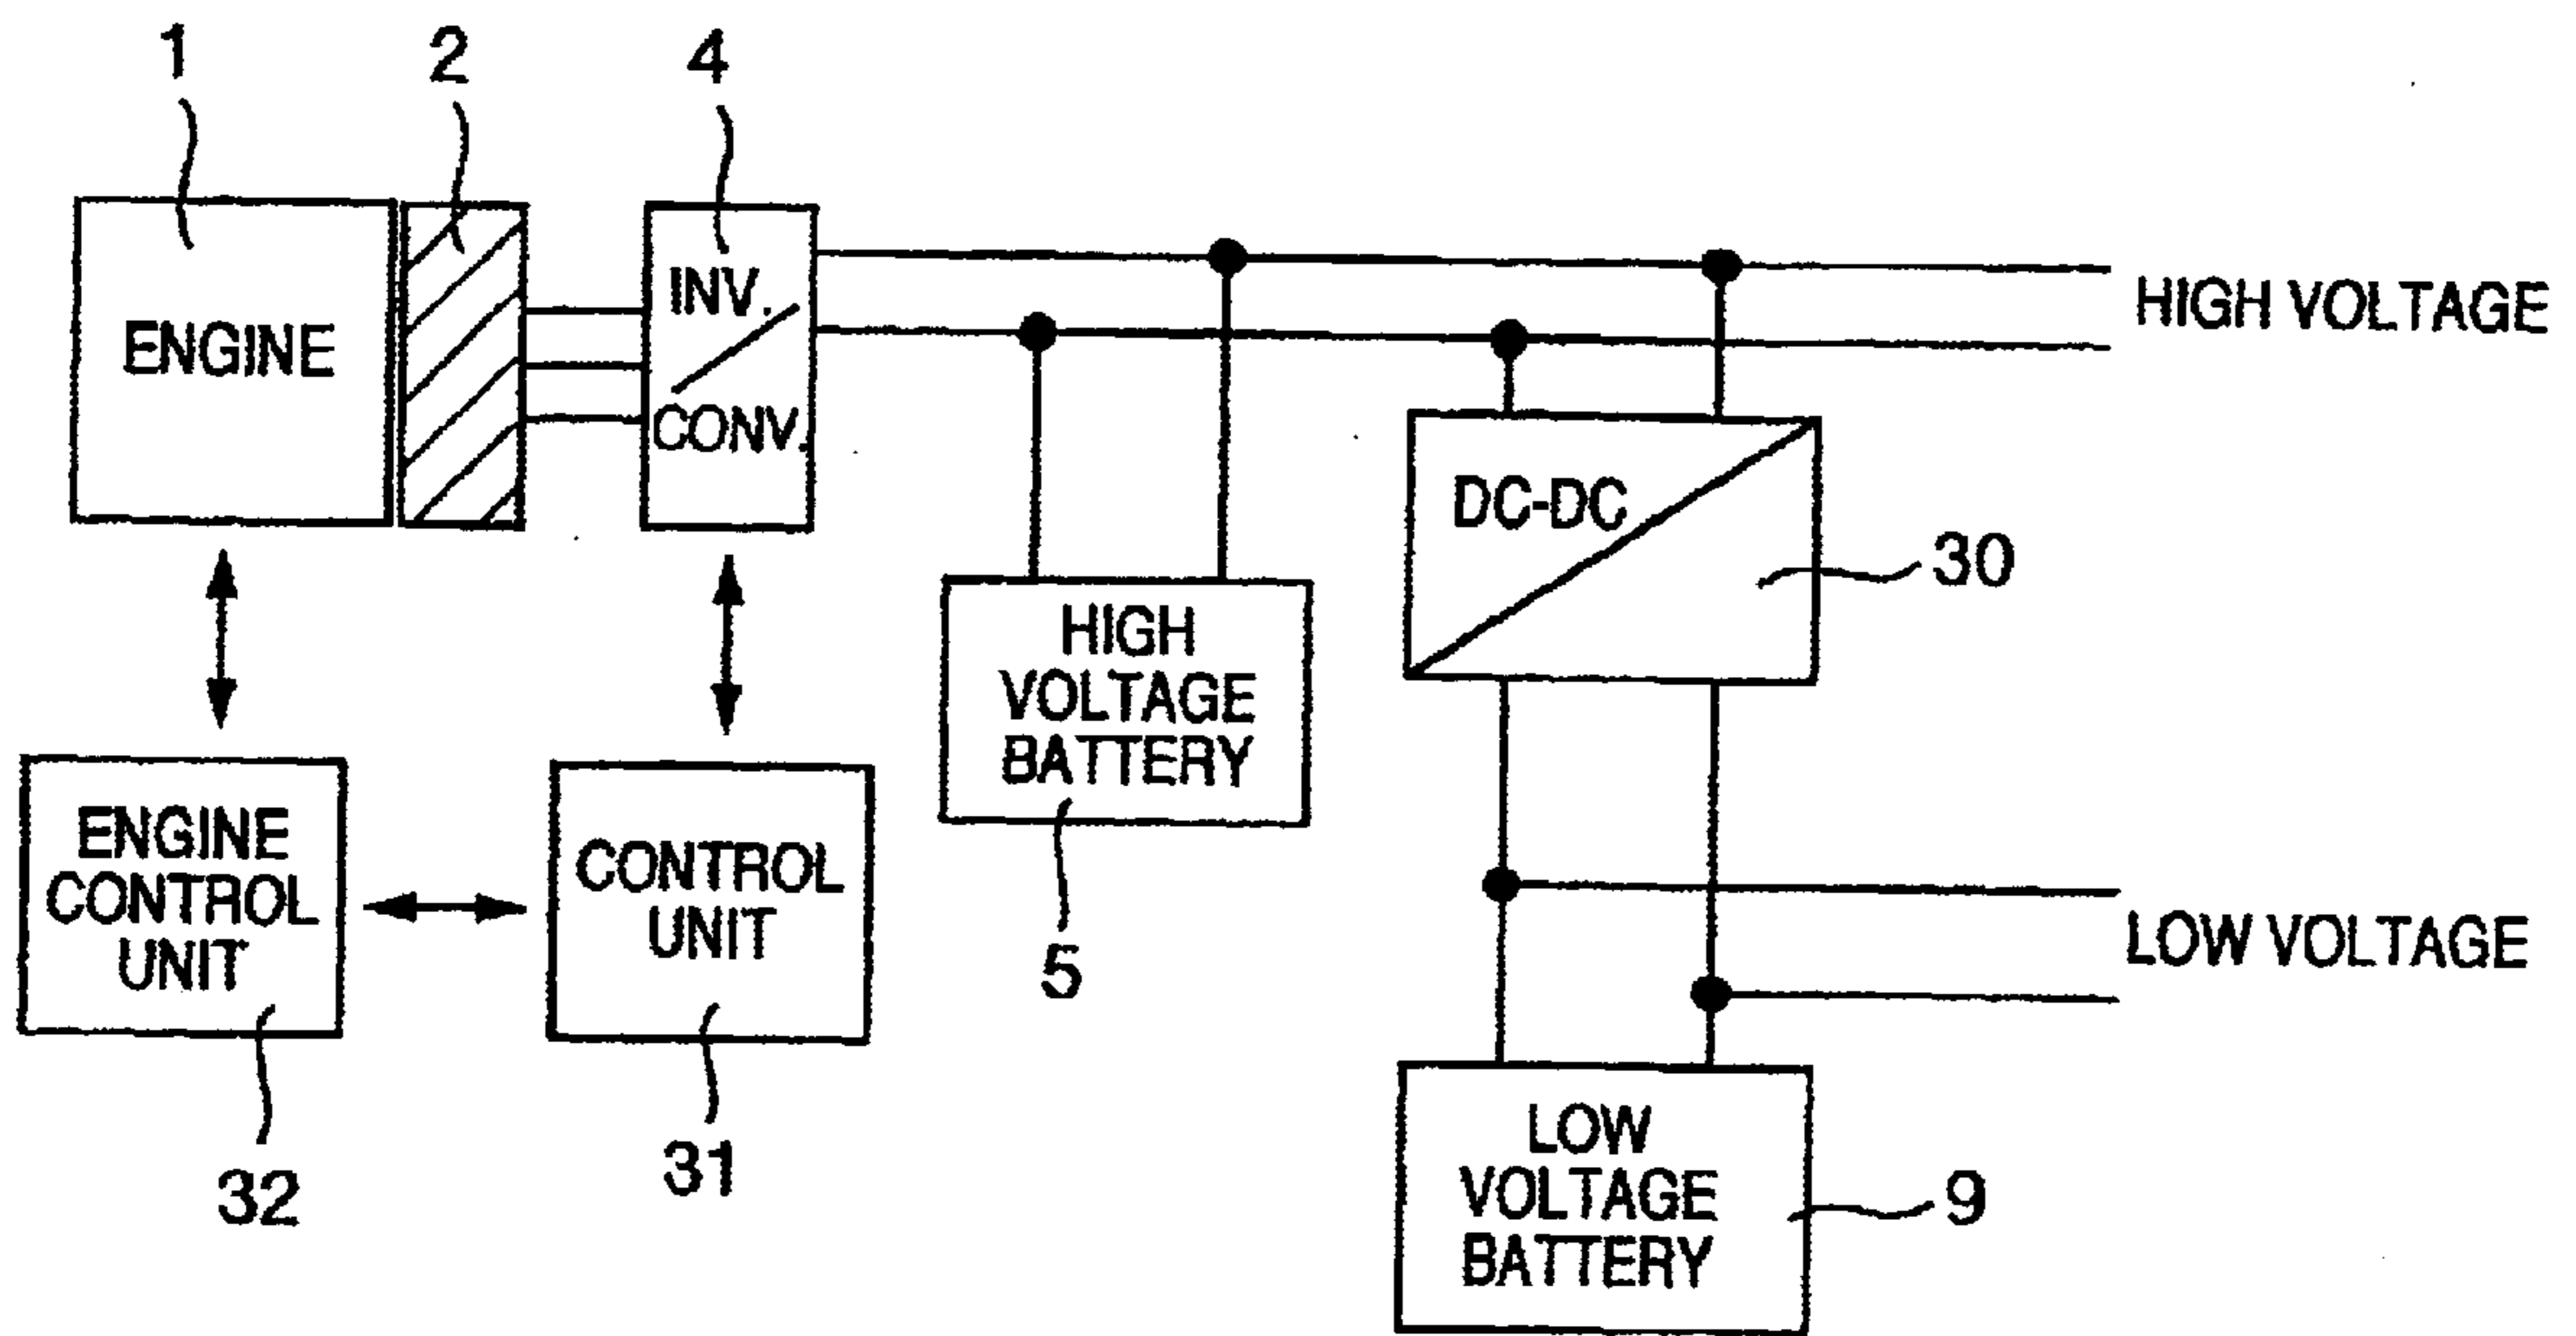 1
2
4
ENGINE
INV.
CONV.
HIGH VOLTAGE
DC-DC
30
HIGH
VOLTAGE
BATTERY
5
ENGINE
CONTROL
UNIT
32
CONTROL
UNIT
31
LOW VOLTAGE
LOW
VOLTAGE
BATTERY
9